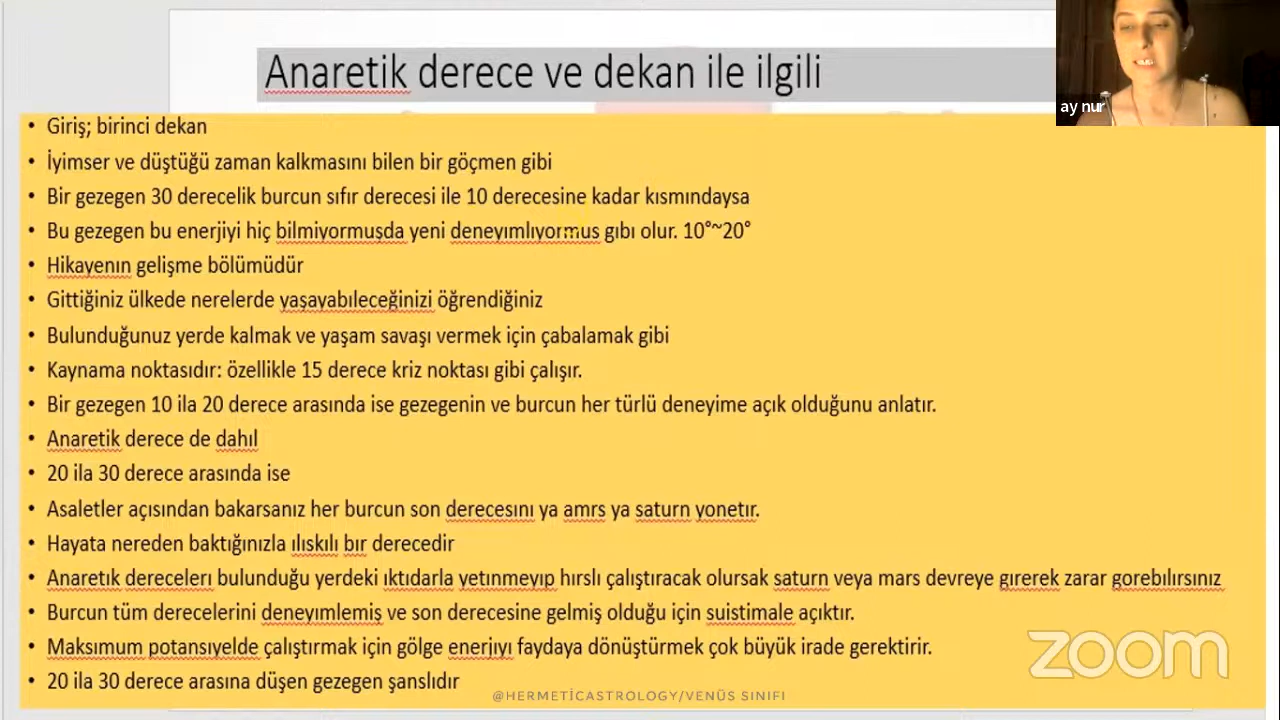 Anaretik derece ve dekan ile ilgili
ay nur
• Giriş; birinci dekan
• İyimser ve düştüğü zaman kalkmasını bilen bir göçmen gibi
• Bir gezegen 30 derecelik burcun sıfır derecesi ile 10 derecesine kadar kısmındaysa
• Bu gezegen bu enerjiyi hiç bilmiyormuşda yeni deneyımlıyormus gıbı olur. 10°~20°
• Hikayenın gelişme bölümüdür
• Gittiğiniz ülkede nerelerde yaşayabıleceğinizi öğrendiğiniz
• Bulunduğunuz yerde kalmak ve yaşam savaşı vermek için çabalamak gibi
• Kaynama noktasıdır: özellikle 15 derece kriz noktası gibi çalışır.
• Bir gezegen 10 ila 20 derece arasında ise gezegenin ve burcun her türlü deneyime açık olduğunu anlatır.
• Anaretik derece de dahıl
• 20 ila 30 derece arasında ise
• Asaletler açısından bakarsanız her burcun son derecesını ya amrs ya saturn yonetır.
• Hayata nereden baktığınızla ılıskılı bır derecedir
• Anaretık derecelerı bulunduğu yerdeki ıktıdarla yetınmeyıp hırslı çalıştıracak olursak saturn veya mars devreye gırerek zarar gorebılırsınız
• Burcun tüm derecelerini deneyımlemiş ve son derecesine gelmiş olduğu için suistimale açıktır.
• Maksımum potansıyelde çalıştırmak için gölge enerjıyı faydaya dönüştürmek çok büyük irade gerektirir.
• 20 ila 30 derece arasına düşen gezegen şanslıdır
@HERMETİCASTROLOGY/VENÜS SINIFI
zoom